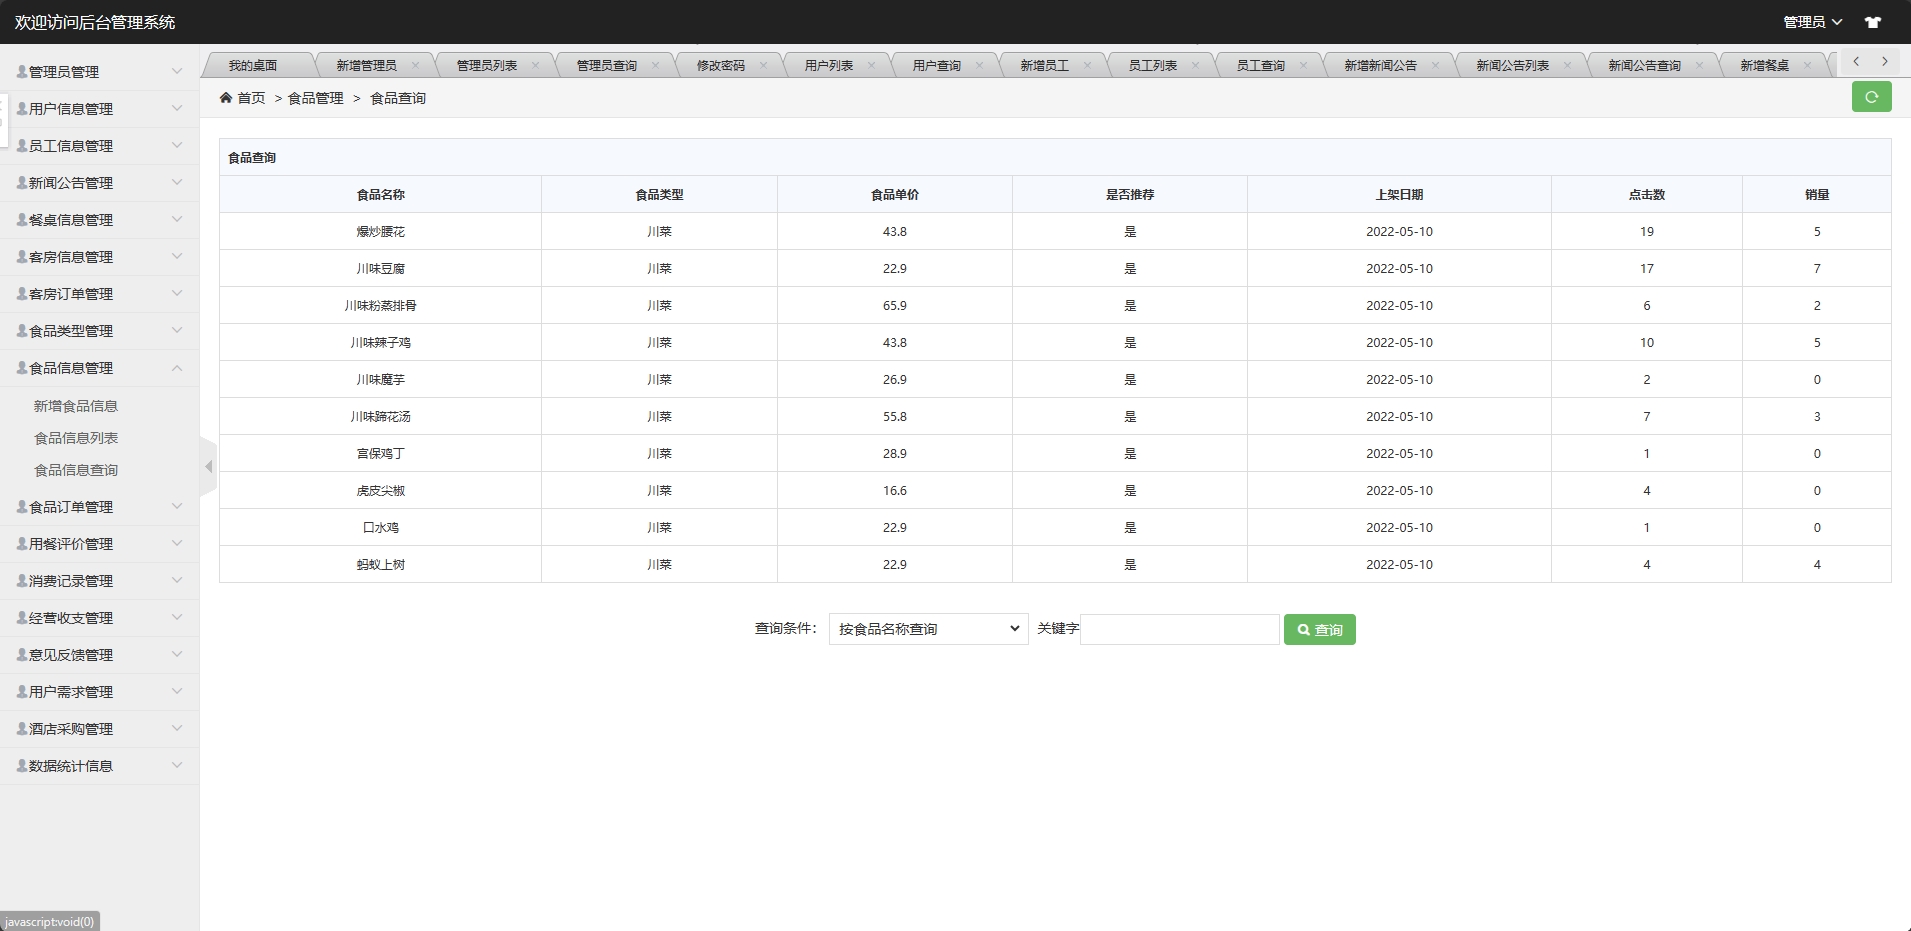 欢迎访问后台管理系统
管理员
管理员管理
用户信息管理
员工信息管理
新闻公告管理
餐桌信息管理
客房信息管理
客房订单管理
食品类型管理
食品信息管理
新增食品信息
食品信息列表
食品信息查询
食品订单管理
用餐评价管理
消费记录管理
经营收支管理
意见反馈管理
用户需求管理
酒店采购管理
数据统计信息
我的桌面 新增管理员 管理员列表 管理员查询 修改密码 用户列表 用户查询 新增员工 员工列表 员工查询 新增新闻公告 新闻公告列表 新闻公告查询 新增餐桌
首页 > 食品管理 > 食品查询
食品查询
食品名称 食品类型 食品单价 是否推荐 上架日期 点击数 销量
爆炒腰花 川菜 43.8 是 2022-05-10 19 5
川味豆腐 川菜 22.9 是 2022-05-10 17 7
川味粉蒸排骨 川菜 65.9 是 2022-05-10 6 2
川味辣子鸡 川菜 43.8 是 2022-05-10 10 5
川味魔芋 川菜 26.9 是 2022-05-10 2 0
川味蹄花汤 川菜 55.8 是 2022-05-10 7 3
宫保鸡丁 川菜 28.9 是 2022-05-10 1 0
虎皮尖椒 川菜 16.6 是 2022-05-10 4 0
口水鸡 川菜 22.9 是 2022-05-10 1 0
蚂蚁上树 川菜 22.9 是 2022-05-10 4 4
查询条件： 按食品名称查询 关键字 查询
javascript:void(0)